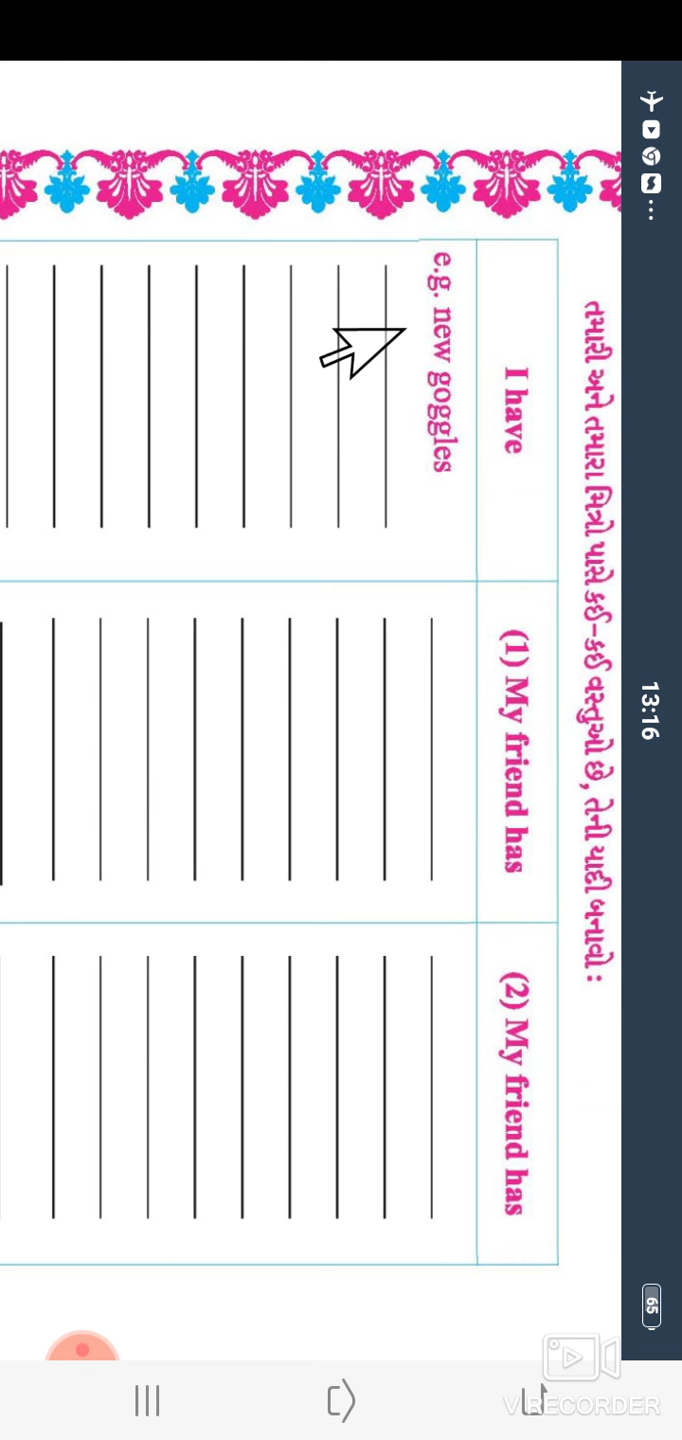 13:16
65
તમારી અને તમારા મિત્રો પાસે કઈ-કઈ વસ્તુઓ છે, તેની યાદી બનાવો :
I have
(1) My friend has
(2) My friend has
e.g. new goggles
V RECORDER